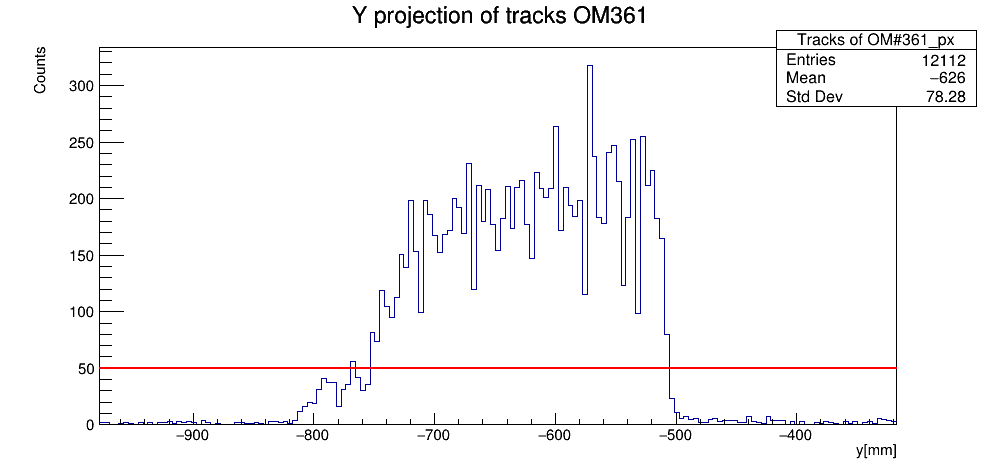 Y projection of tracks OM361
Tracks of OM#361_px
Entries 12112
Mean −626
Std Dev 78.28
Counts
300
250
200
150
100
50
0
−900 −800 −700 −600 −500 −400
y[mm]